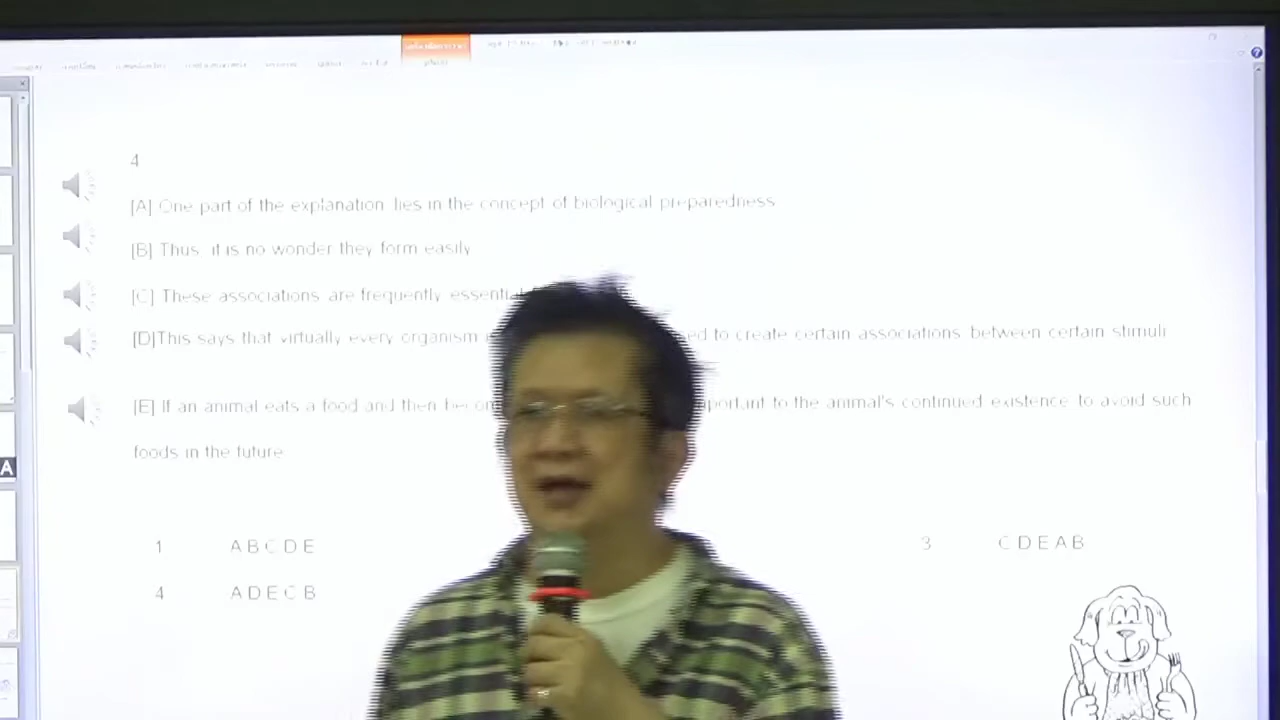 4
[A] One part of the explanation lies in the concept of biological preparedness
[B] Thus, it is no wonder they form easily
[C] These associations are frequently essential
[D]This says that virtually every organism ed to create certain associations between certain stimuli
[E] If an animal eats a food and then portant to the animal's continued existence to avoid such
foods in the future
1 A B C D E 3 C D E A B
4 A D E C B
A